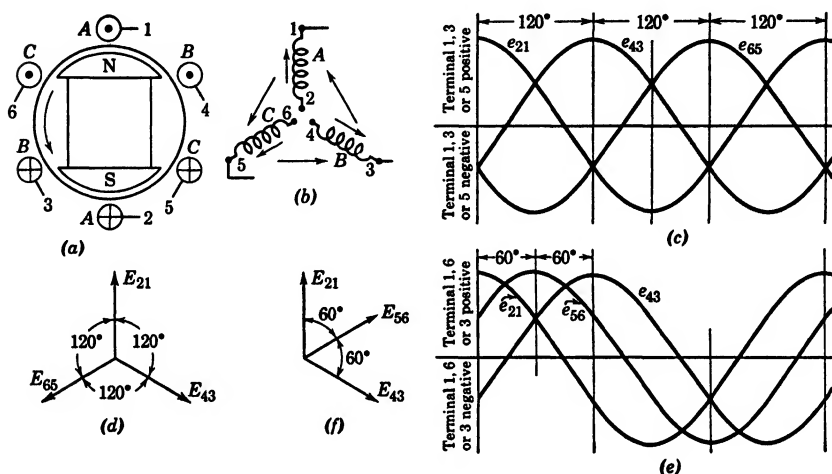 A
1
C
N
B
6
4
B
S
C
3
5
A
2
(a)
1
A
2
C
6
4
B
5
3
(b)
120°
120°
120°
e21
e43
e65
Terminal 1, 3
or 5 positive
Terminal 1, 3
or 5 negative
(c)
E21
120°
120°
E65
120°
E43
(d)
E21
60°
E56
60°
E43
(f)
60°
60°
e21
e56
e43
Terminal 1, 6
or 3 positive
Terminal 1, 6
or 3 negative
(e)